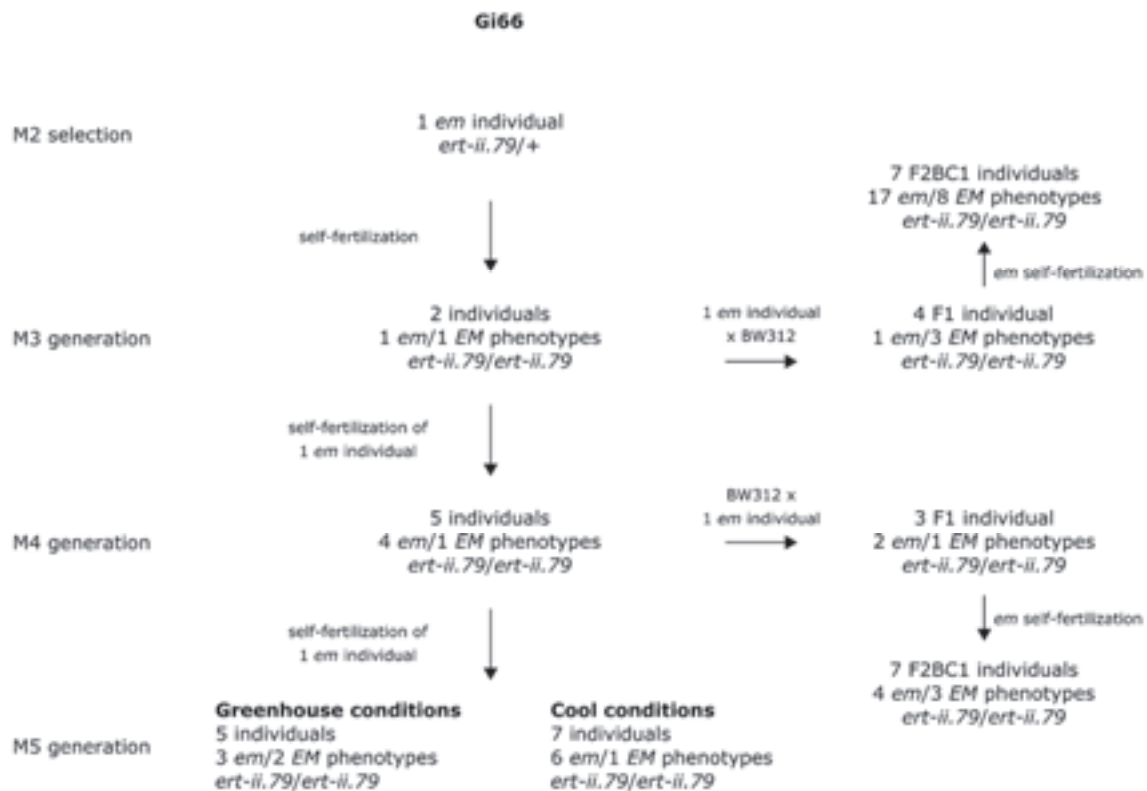 Gi66
M2 selection
1 em individual
ert-ii.79/+
7 F2BC1 individuals
17 em/8 EM phenotypes
ert-ii.79/ert-ii.79
self-fertilization
em self-fertilization
M3 generation
2 individuals
1 em/1 EM phenotypes
ert-ii.79/ert-ii.79
1 em individual
x BW312
4 F1 individual
1 em/3 EM phenotypes
ert-ii.79/ert-ii.79
self-fertilization of
1 em individual
M4 generation
5 individuals
4 em/1 EM phenotypes
ert-ii.79/ert-ii.79
BW312 x
1 em individual
3 F1 individual
2 em/1 EM phenotypes
ert-ii.79/ert-ii.79
self-fertilization of
1 em individual
em self-fertilization
7 F2BC1 individuals
4 em/3 EM phenotypes
ert-ii.79/ert-ii.79
M5 generation
Greenhouse conditions
5 individuals
3 em/2 EM phenotypes
ert-ii.79/ert-ii.79
Cool conditions
7 individuals
6 em/1 EM phenotypes
ert-ii.79/ert-ii.79